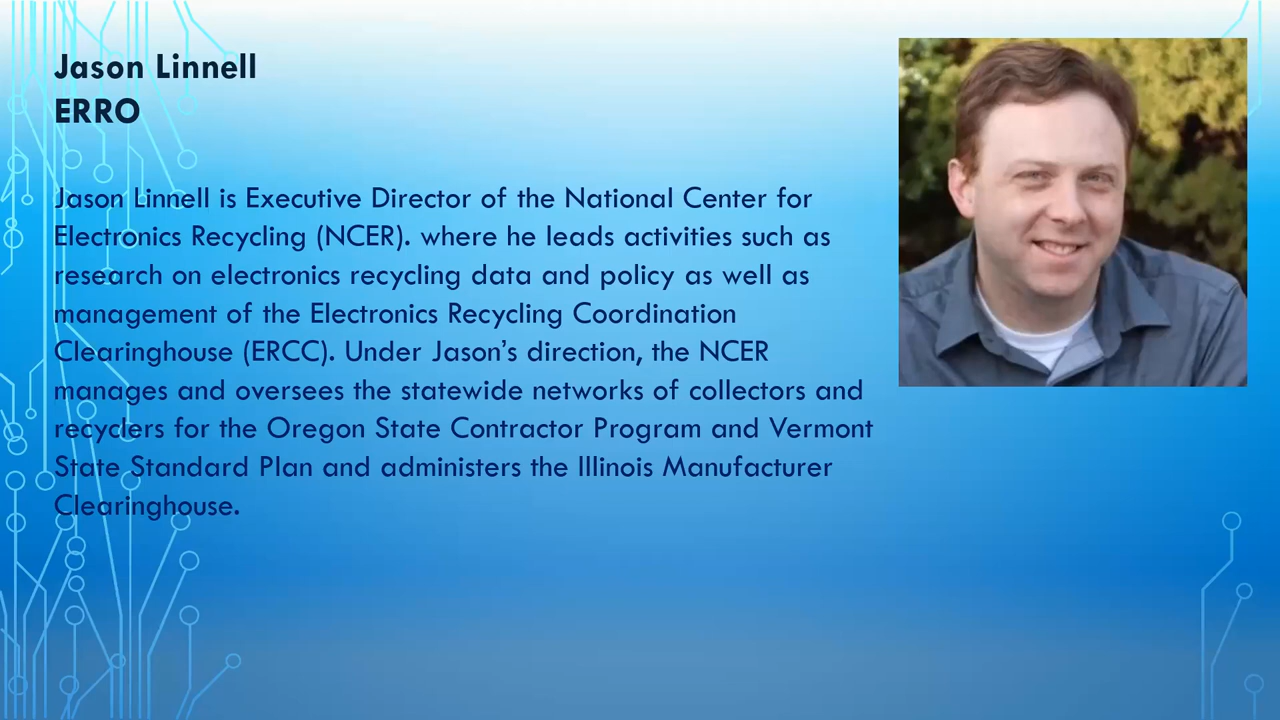 Jason Linnell
ERRO
Jason Linnell is Executive Director of the National Center for
Electronics Recycling (NCER). where he leads activities such as
research on electronics recycling data and policy as well as
management of the Electronics Recycling Coordination
Clearinghouse (ERCC). Under Jason’s direction, the NCER
manages and oversees the statewide networks of collectors and
recyclers for the Oregon State Contractor Program and Vermont
State Standard Plan and administers the Illinois Manufacturer
Clearinghouse.